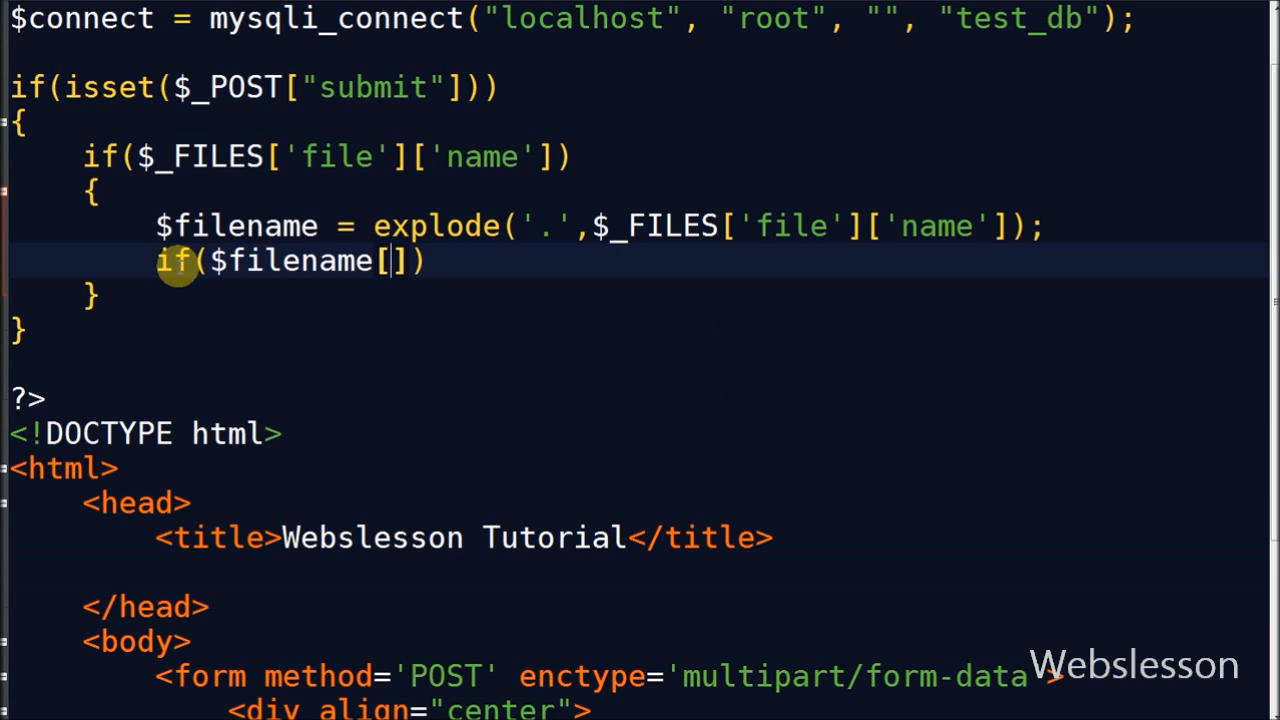 $connect = mysqli_connect("localhost", "root", "", "test_db");
if(isset($_POST["submit"]))
{
if($_FILES['file']['name'])
{
$filename = explode('.',$_FILES['file']['name']);
if($filename[])
}
}
?>
<!DOCTYPE html>
<html>
<head>
<title>Webslesson Tutorial</title>
</head>
<body>
<form method='POST' enctype='multipart/form-data'>
<div align="center">
Webslesson